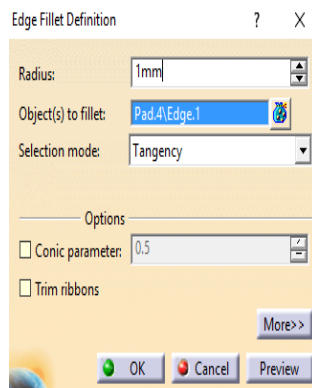 Edge Fillet Definition ? X
Radius: 1mm
Object(s) to fillet: Pad.4\Edge.1
Selection mode: Tangency
Options
Conic parameter: 0.5
Trim ribbons
More>>
OK Cancel Preview